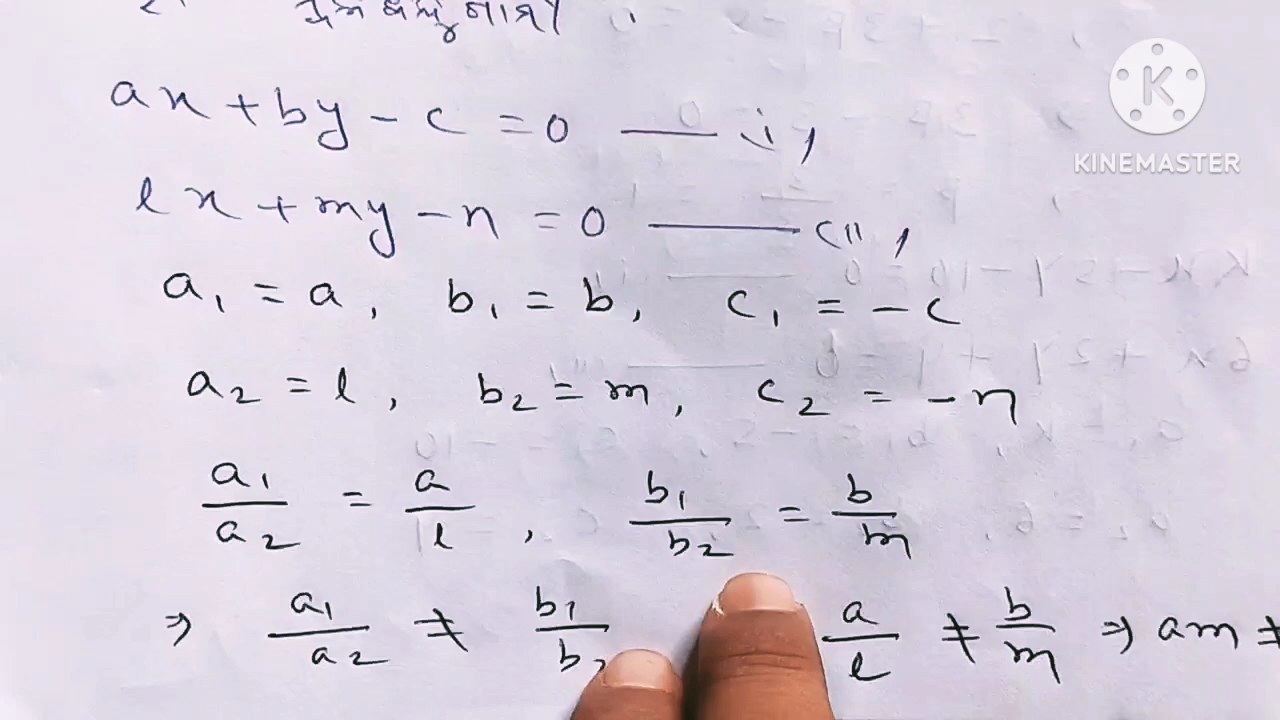 ax + by - c = 0 —— (i)
KINEMASTER
lx + my - n = 0 —— (ii)
a₁ = a, b₁ = b, c₁ = -c
a₂ = l, b₂ = m, c₂ = -n
a₁/a₂ = a/l, b₁/b₂ = b/m
⇒ a₁/a₂ ≠ b₁/b₂ a/l ≠ b/m ⇒ am ≠